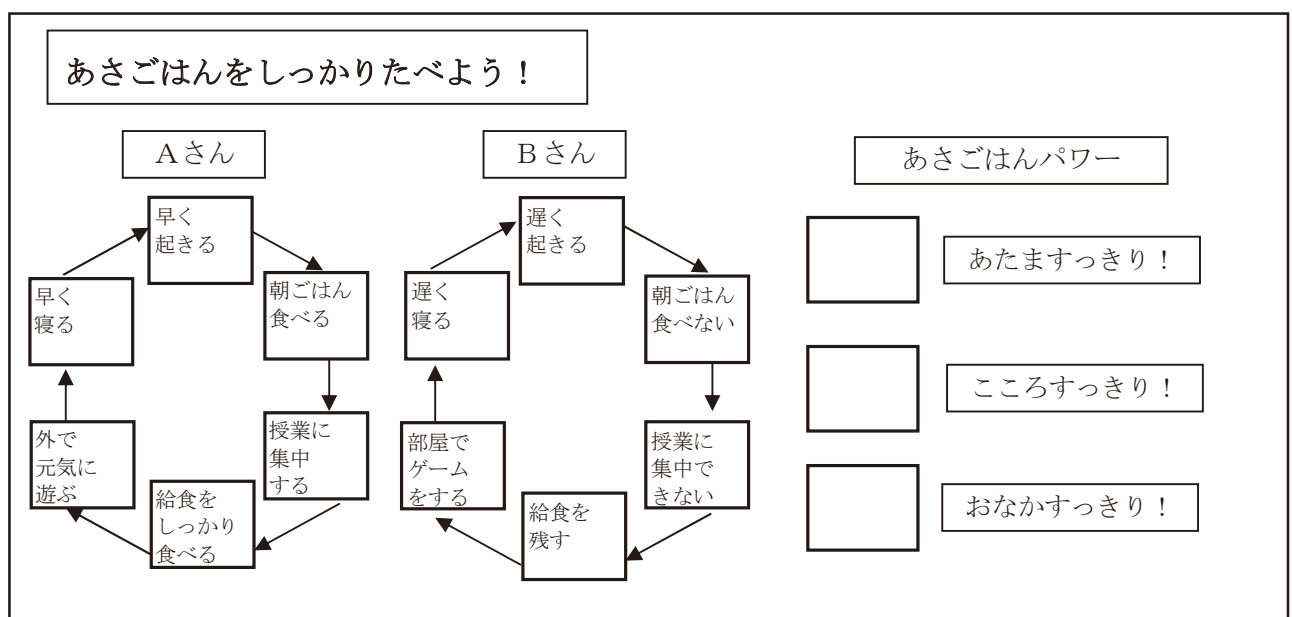 あさごはんをしっかりたべよう！
Ａさん
早く
起きる
朝ごはん
食べる
授業に
集中
する
給食を
しっかり
食べる
外で
元気に
遊ぶ
早く
寝る
Ｂさん
遅く
起きる
朝ごはん
食べない
授業に
集中で
きない
給食を
残す
部屋で
ゲーム
をする
遅く
寝る
あさごはんパワー
あたますっきり！
こころすっきり！
おなかすっきり！